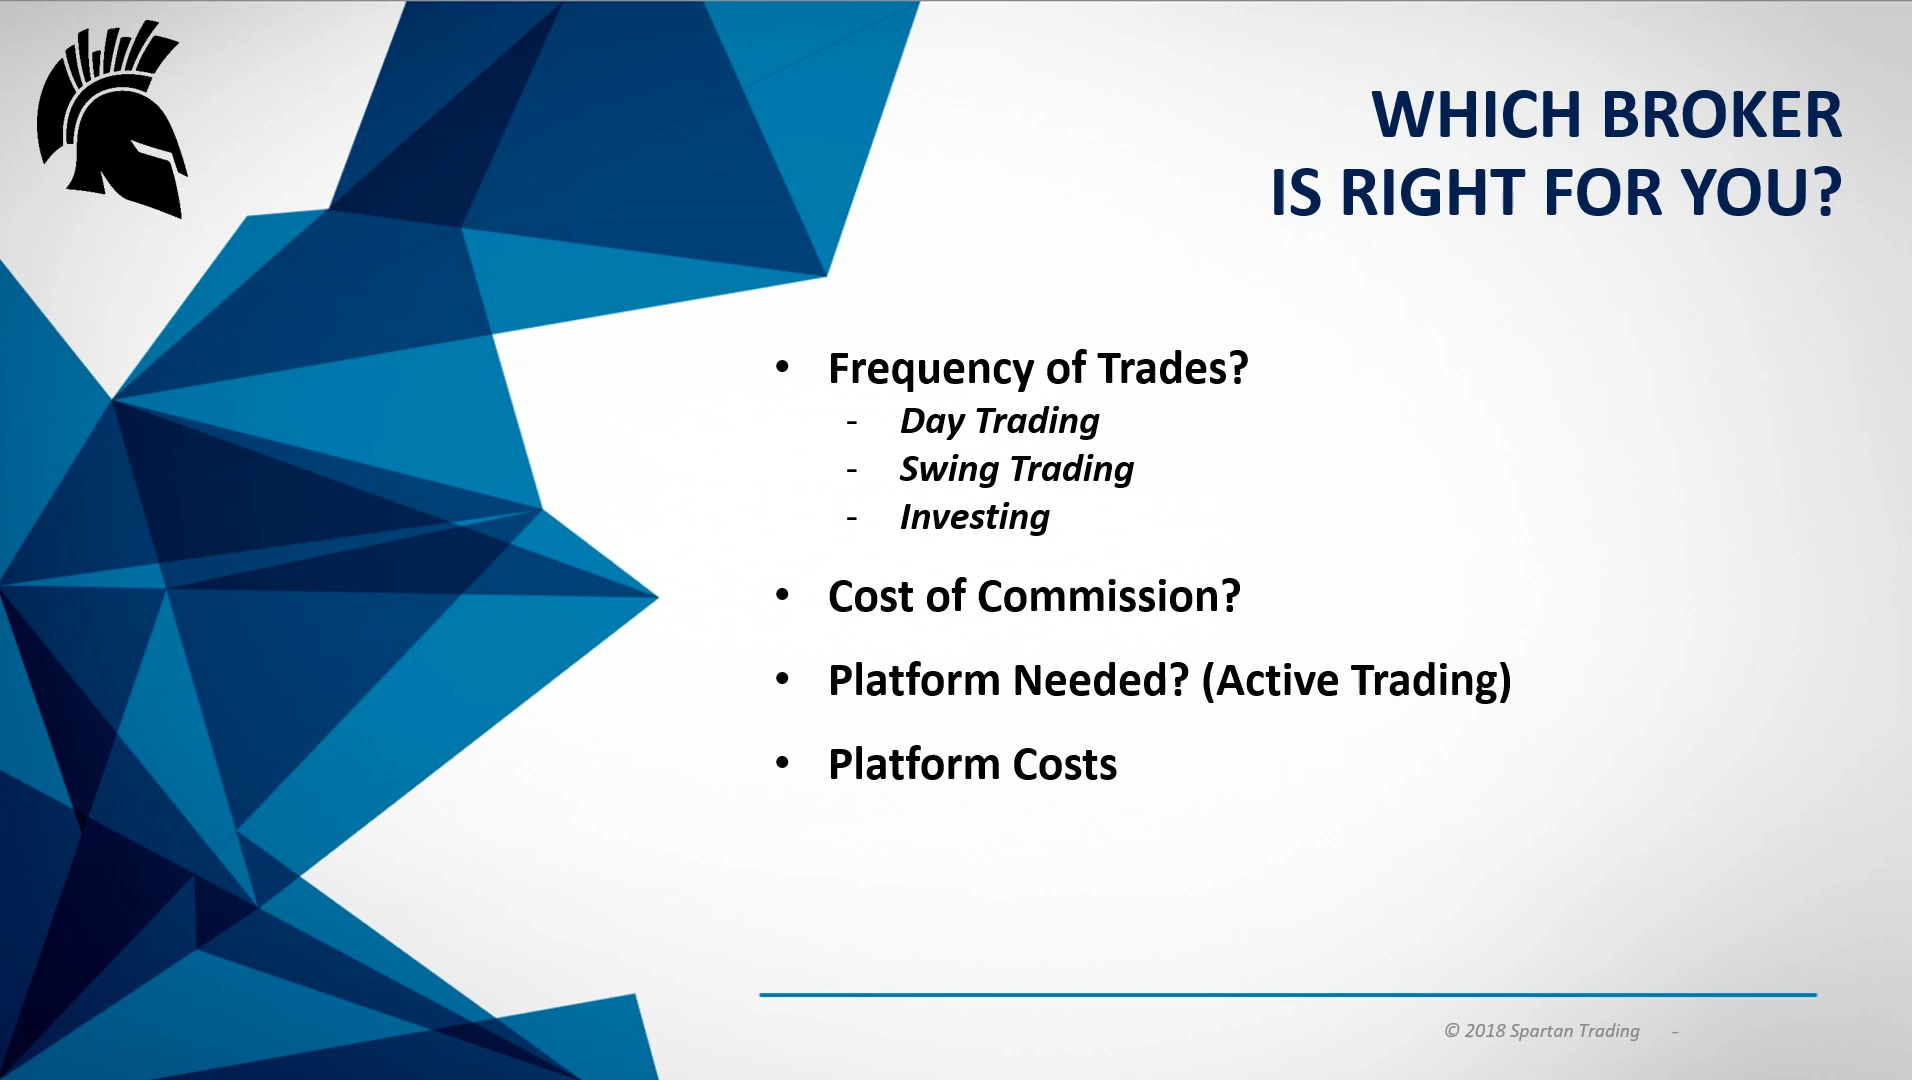 WHICH BROKER
IS RIGHT FOR YOU?
• Frequency of Trades?
- Day Trading
- Swing Trading
- Investing
• Cost of Commission?
• Platform Needed? (Active Trading)
• Platform Costs
© 2018 Spartan Trading -